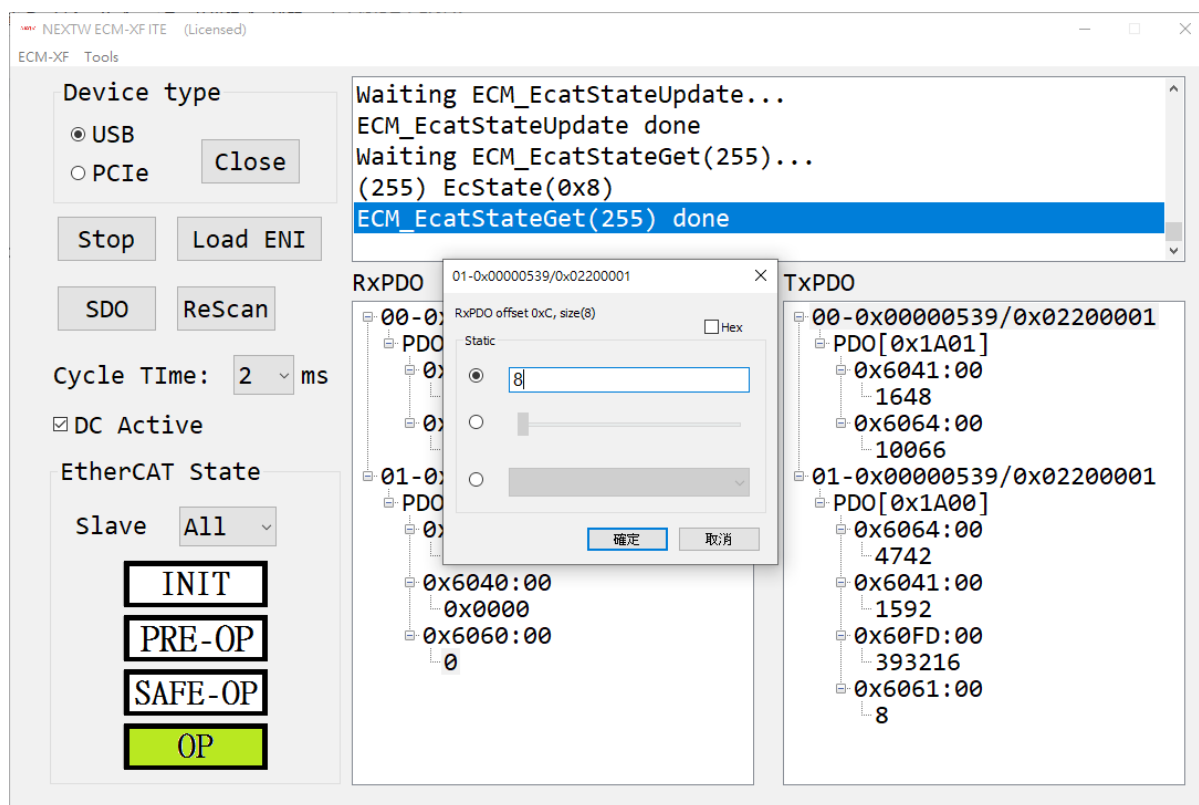 NEXTW ECM-XF ITE (Licensed)
ECM-XF Tools
Device type
USB
PCIe
Close
Stop
Load ENI
SDO
ReScan
Cycle TIme: 2 ms
DC Active
EtherCAT State
Slave All
INIT
PRE-OP
SAFE-OP
OP
Waiting ECM_EcatStateUpdate...
ECM_EcatStateUpdate done
Waiting ECM_EcatStateGet(255)...
(255) EcState(0x8)
ECM_EcatStateGet(255) done
RxPDO
00-0x
PDO
0x
0x
01-0x
PDO
0x
0x6040:00
0x0000
0x6060:00
0
01-0x00000539/0x02200001
RxPDO offset 0xC, size(8)
Hex
Static
8
確定
取消
TxPDO
00-0x00000539/0x02200001
PDO[0x1A01]
0x6041:00
1648
0x6064:00
10066
01-0x00000539/0x02200001
PDO[0x1A00]
0x6064:00
4742
0x6041:00
1592
0x60FD:00
393216
0x6061:00
8